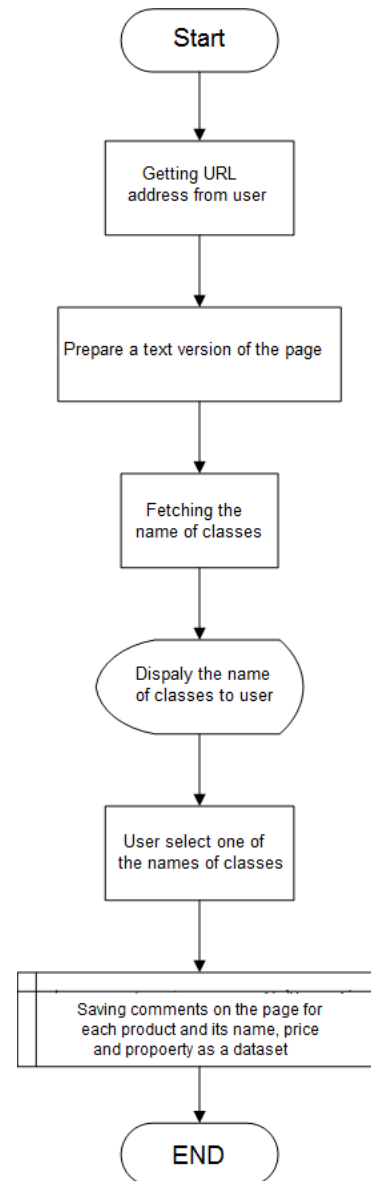 Start
Getting URL
address from user
Prepare a text version of the page
Fetching the
name of classes
Dispaly the name
of classes to user
User select one of
the names of classes
Saving comments on the page for
each product and its name, price
and propoerty as a dataset
END